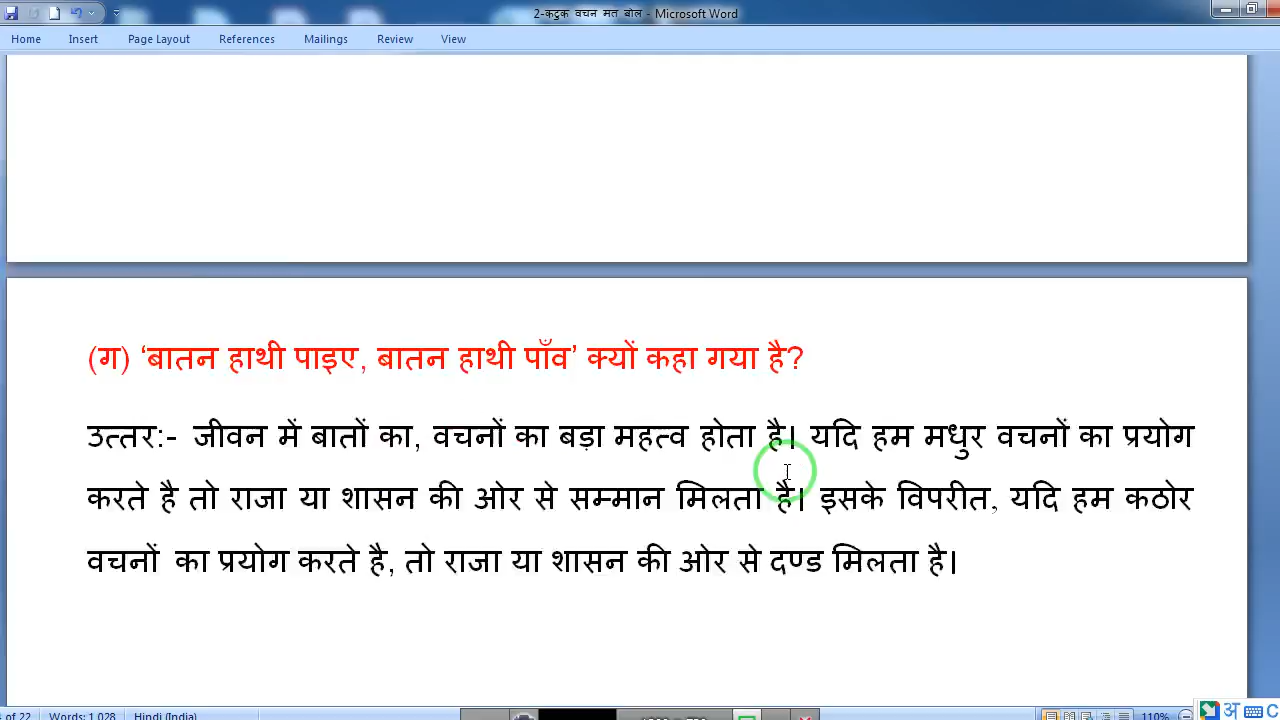 2-कटुक वचन मत बोल - Microsoft Word
Home Insert Page Layout References Mailings Review View
(ग) ‘बातन हाथी पाइए, बातन हाथी पाँव’ क्यों कहा गया है?
उत्तर:- जीवन में बातों का, वचनों का बड़ा महत्व होता है। यदि हम मधुर वचनों का प्रयोग
करते है तो राजा या शासन की ओर से सम्मान मिलता है। इसके विपरीत, यदि हम कठोर
वचनों का प्रयोग करते है, तो राजा या शासन की ओर से दण्ड मिलता है।
of 22 Words: 1,028 Hindi (India) अ 110%